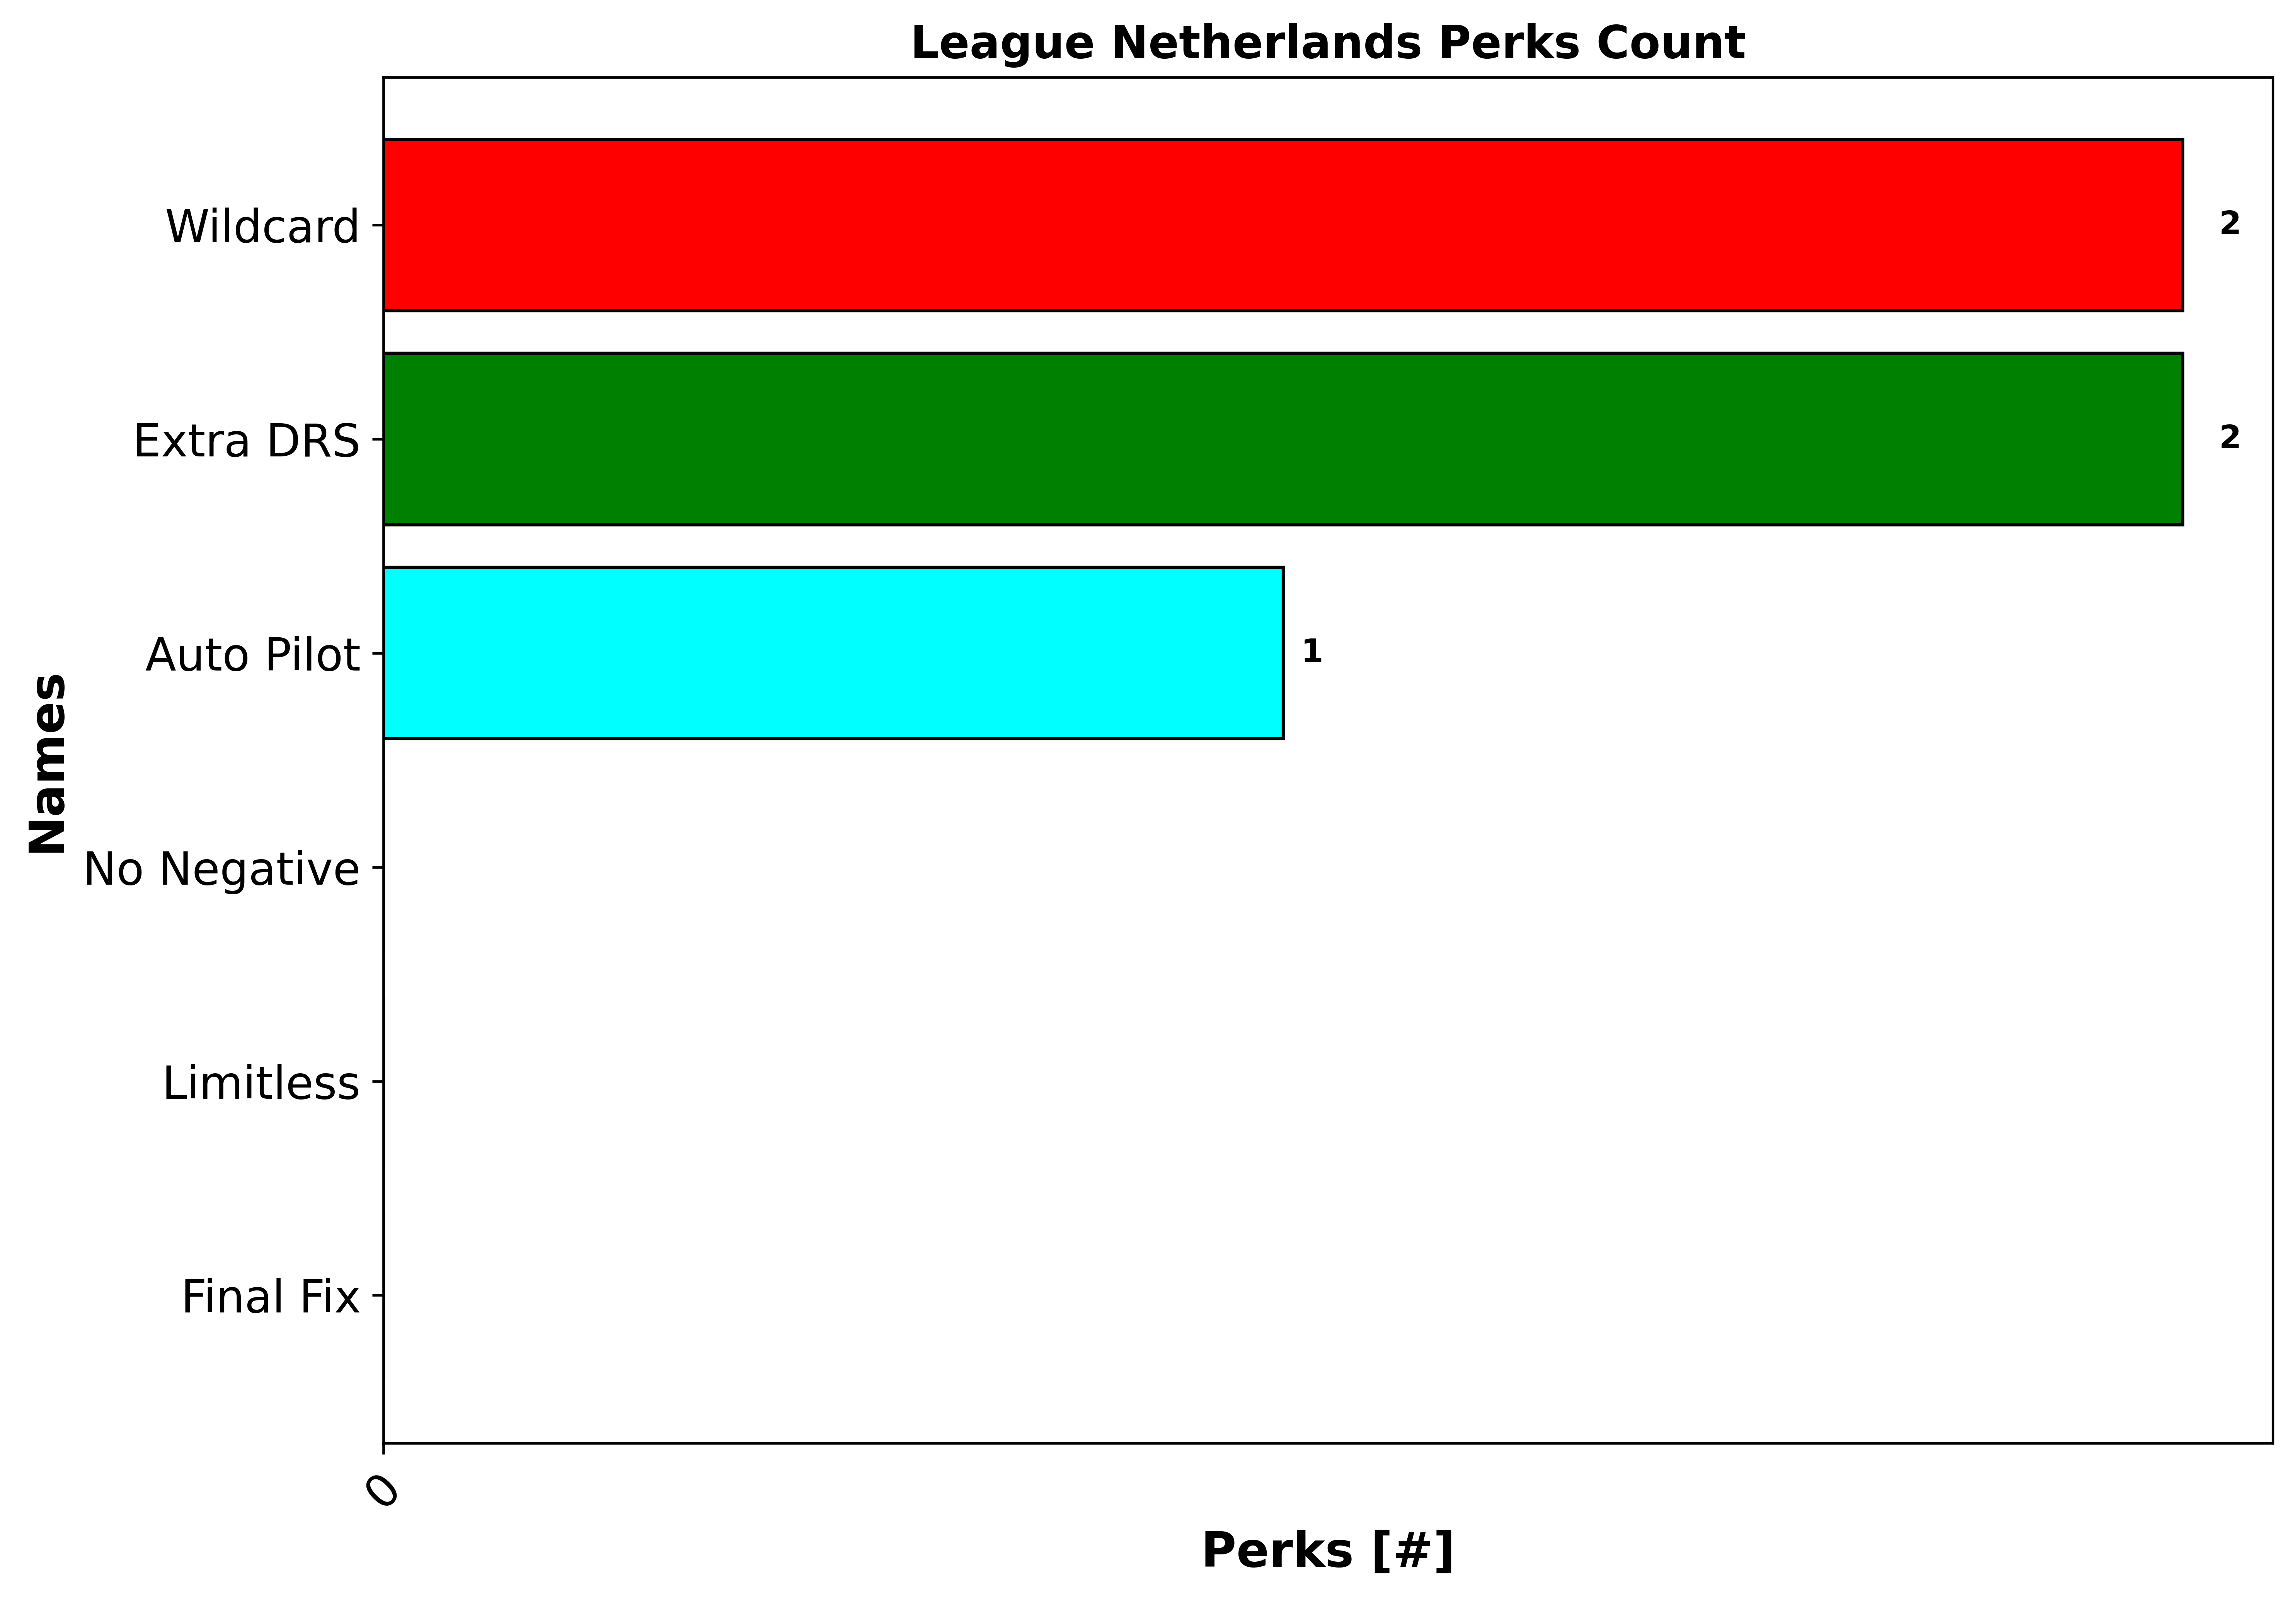 League Netherlands Perks Count
Wildcard
2
Extra DRS
2
Auto Pilot
1
No Negative
Limitless
Final Fix
Names
0
Perks [#]